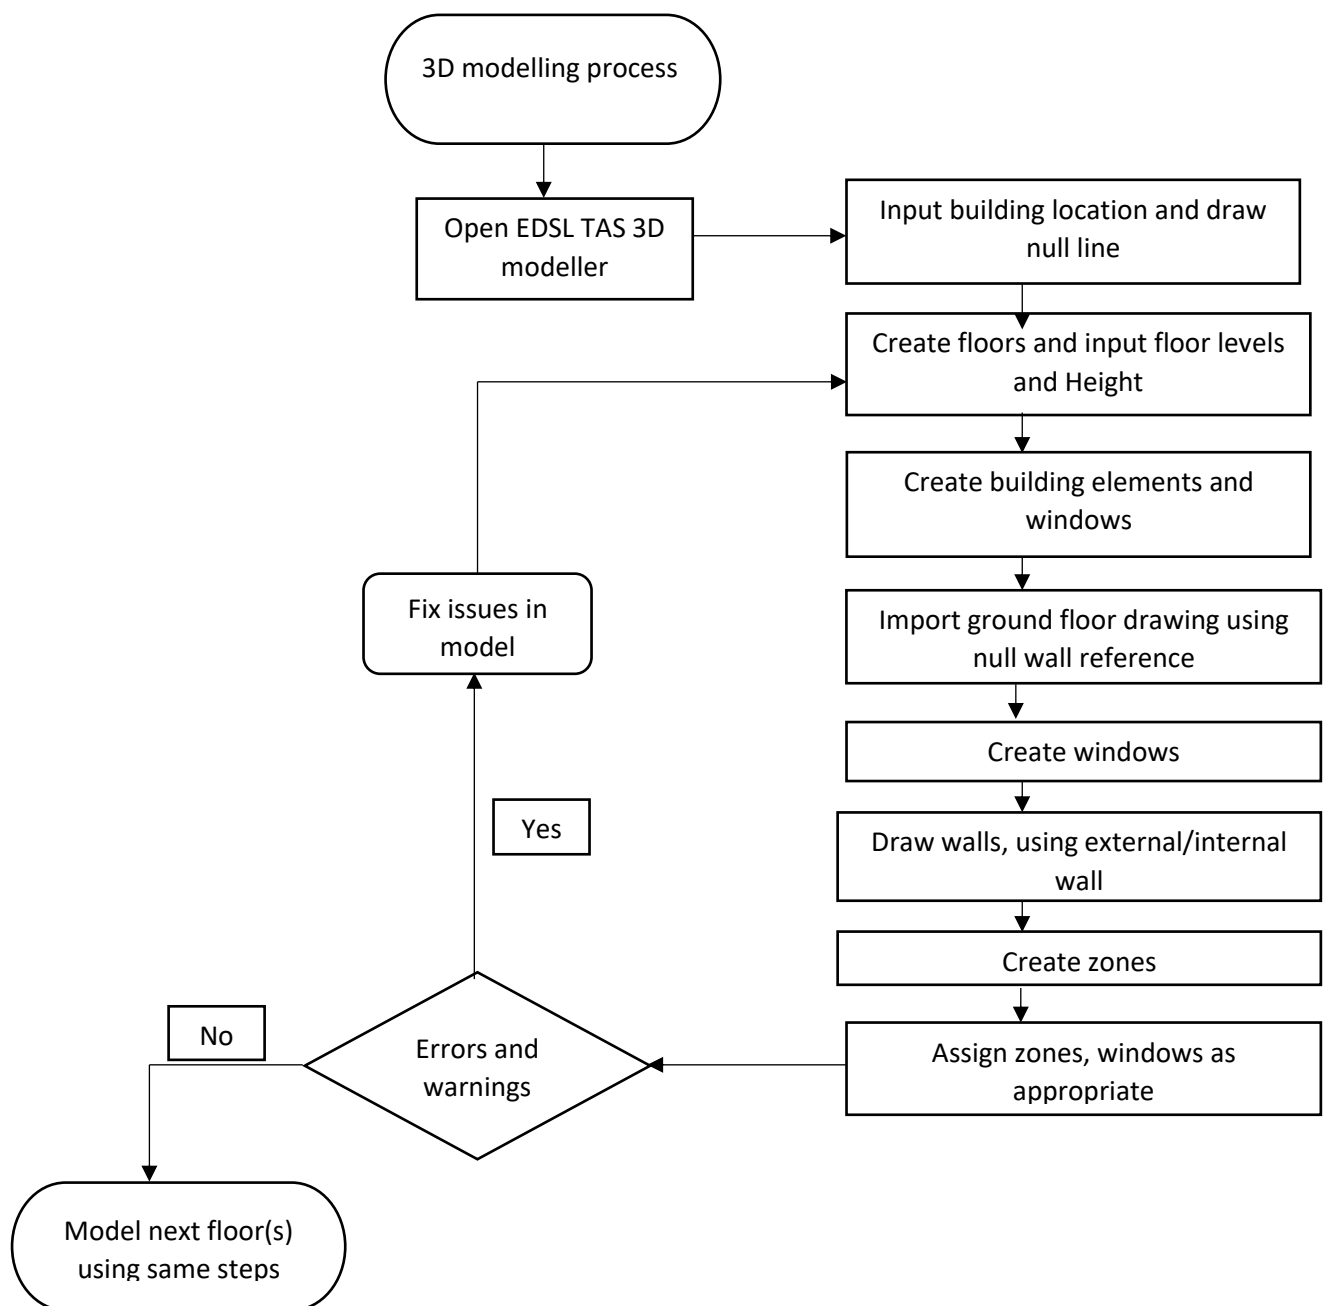 3D modelling process
Open EDSL TAS 3D
modeller
Input building location and draw
null line
Create floors and input floor levels
and Height
Create building elements and
windows
Import ground floor drawing using
null wall reference
Create windows
Draw walls, using external/internal
wall
Create zones
Assign zones, windows as
appropriate
Errors and
warnings
Yes
Fix issues in
model
No
Model next floor(s)
using same steps